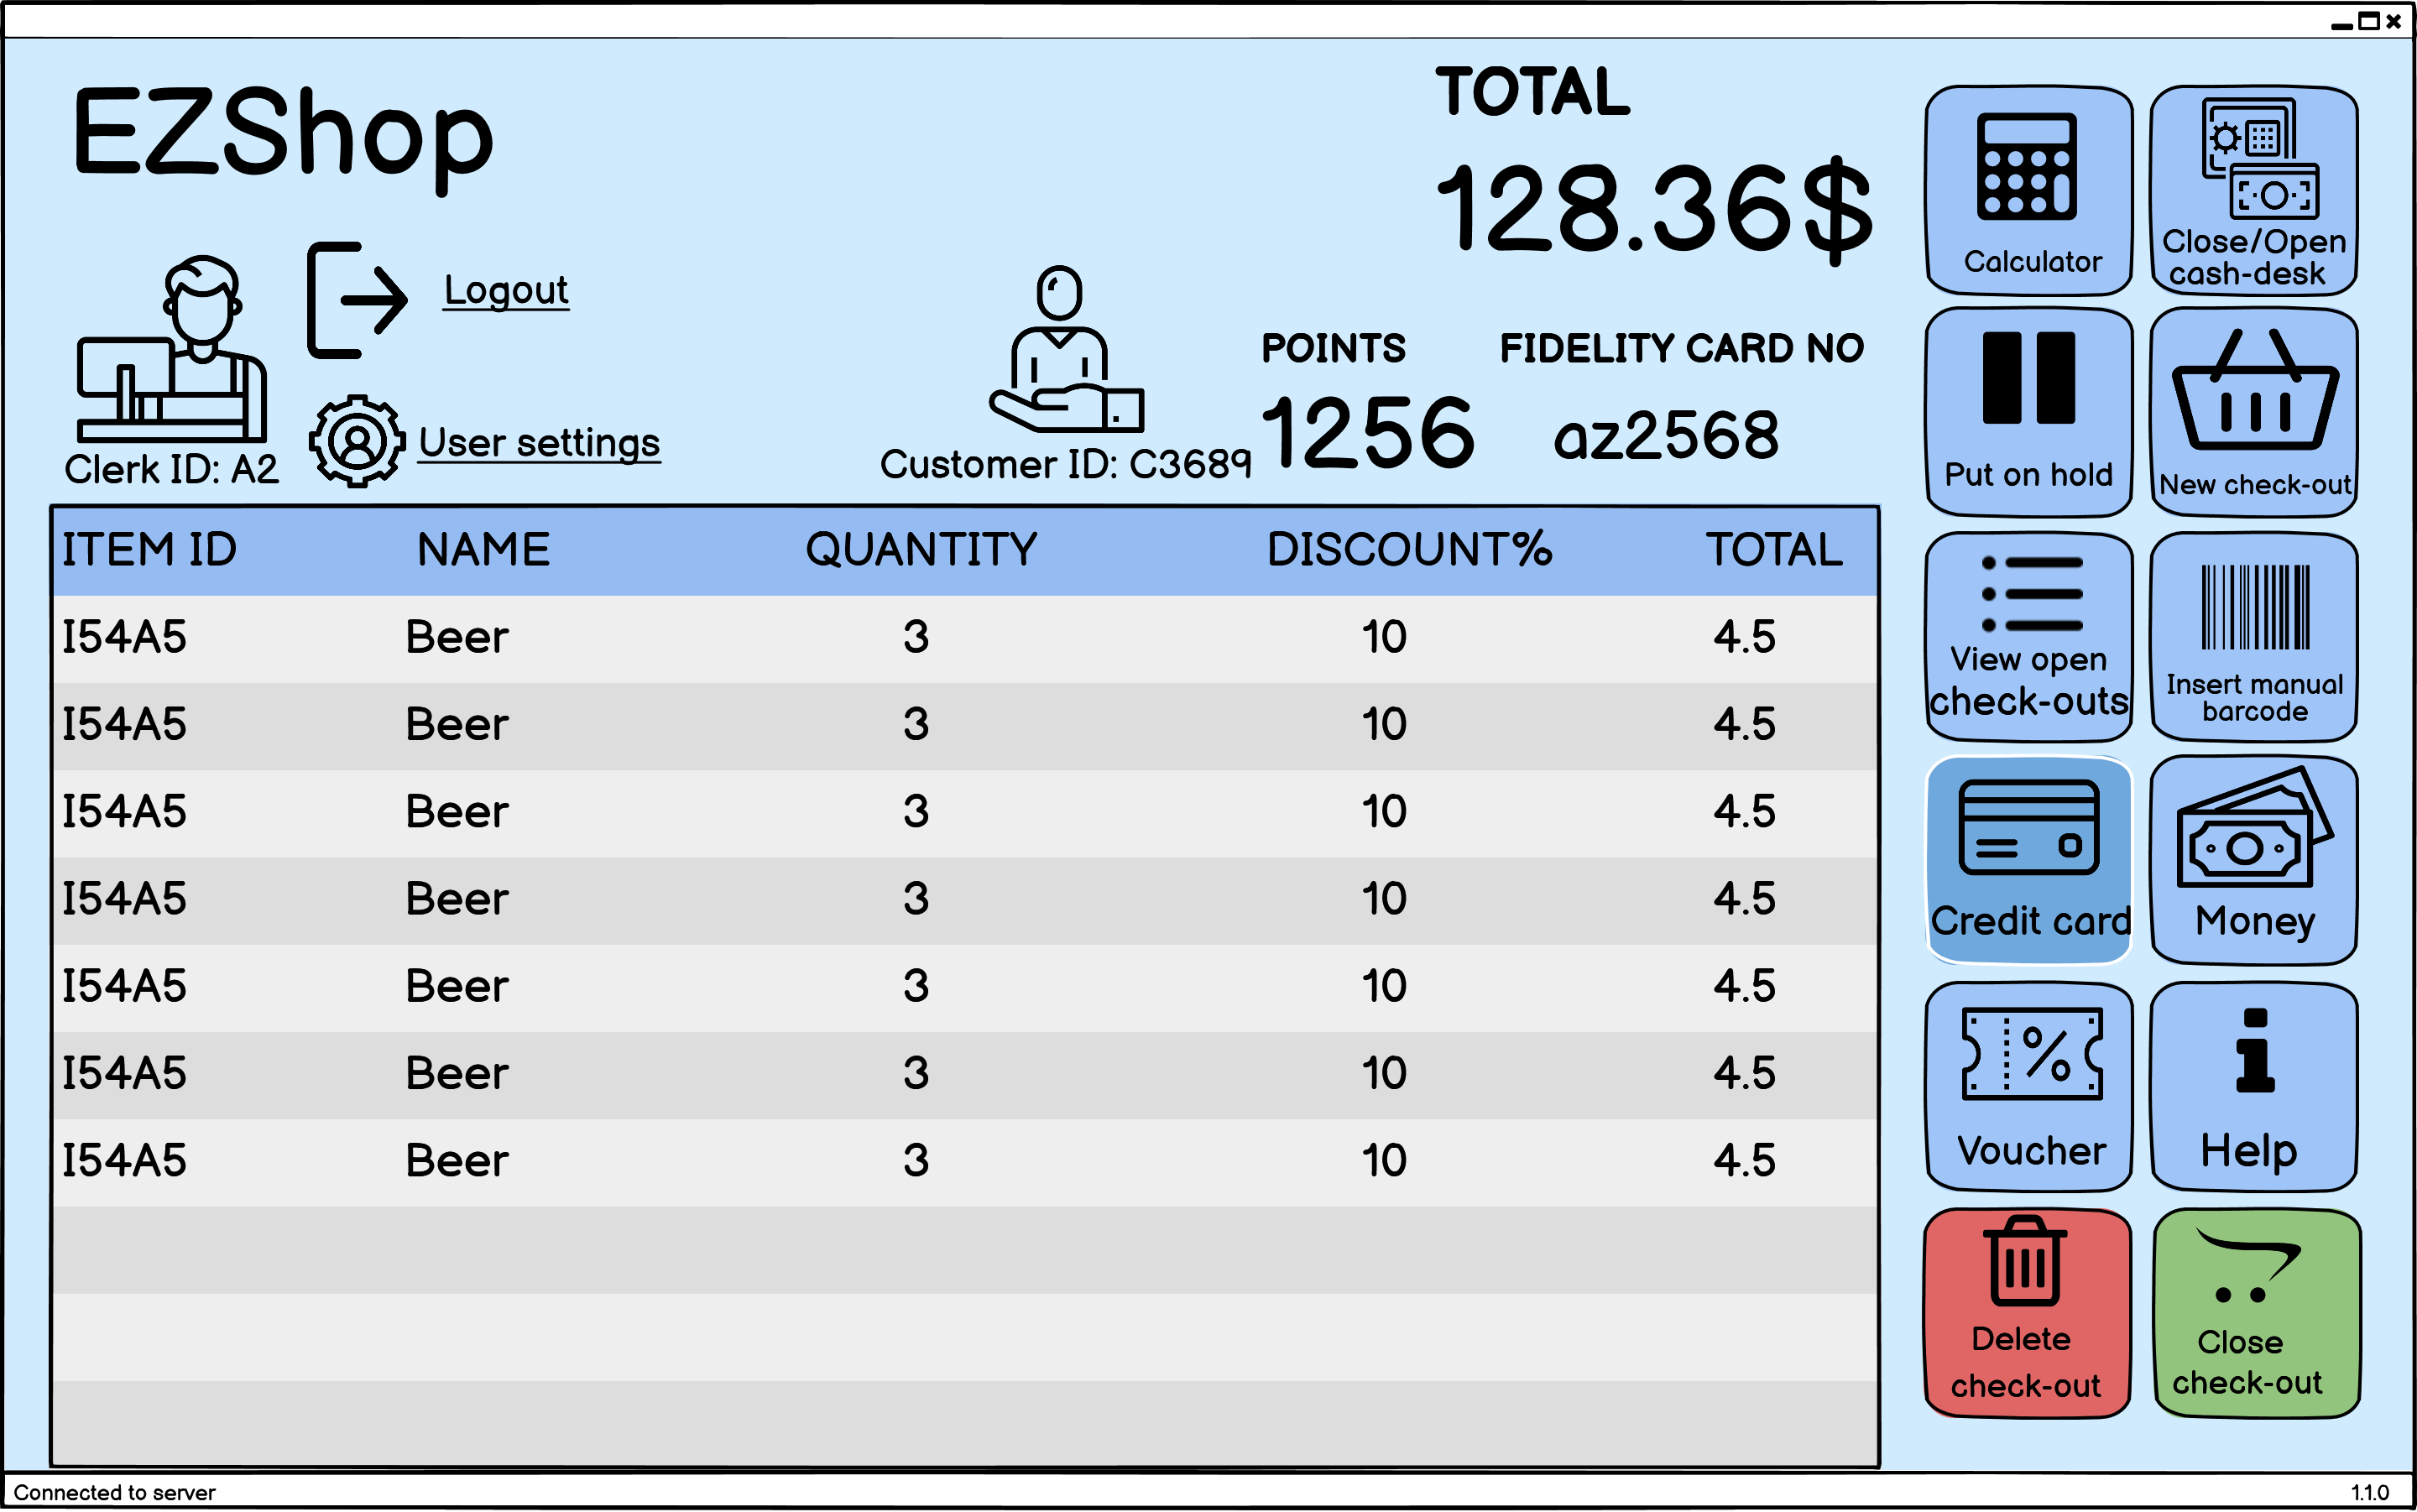 EZShop
TOTAL
128.36$
Logout
User settings
Clerk ID: A2
Customer ID: C3689
POINTS
1256
FIDELITY CARD NO
az2568
ITEM ID NAME QUANTITY DISCOUNT% TOTAL
I54A5 Beer 3 10 4.5
I54A5 Beer 3 10 4.5
I54A5 Beer 3 10 4.5
I54A5 Beer 3 10 4.5
I54A5 Beer 3 10 4.5
I54A5 Beer 3 10 4.5
I54A5 Beer 3 10 4.5
Calculator
Close/Open
cash-desk
Put on hold
New check-out
View open
check-outs
Insert manual
barcode
Credit card
Money
Voucher
Help
Delete
check-out
Close
check-out
Connected to server
1.1.0